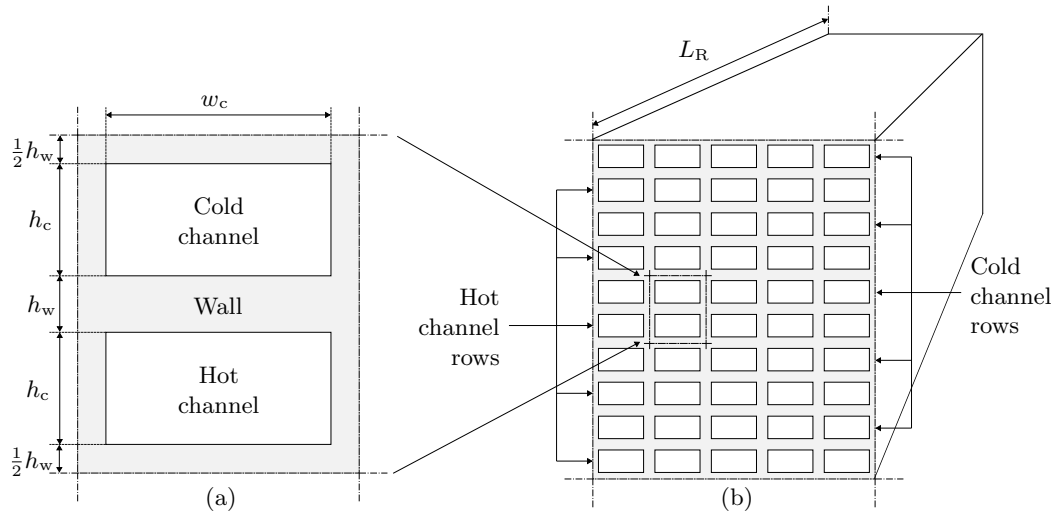 w_c
½h_w
h_c
h_w
h_c
½h_w
Cold
channel
Wall
Hot
channel
(a)
L_R
Hot
channel
rows
Cold
channel
rows
(b)